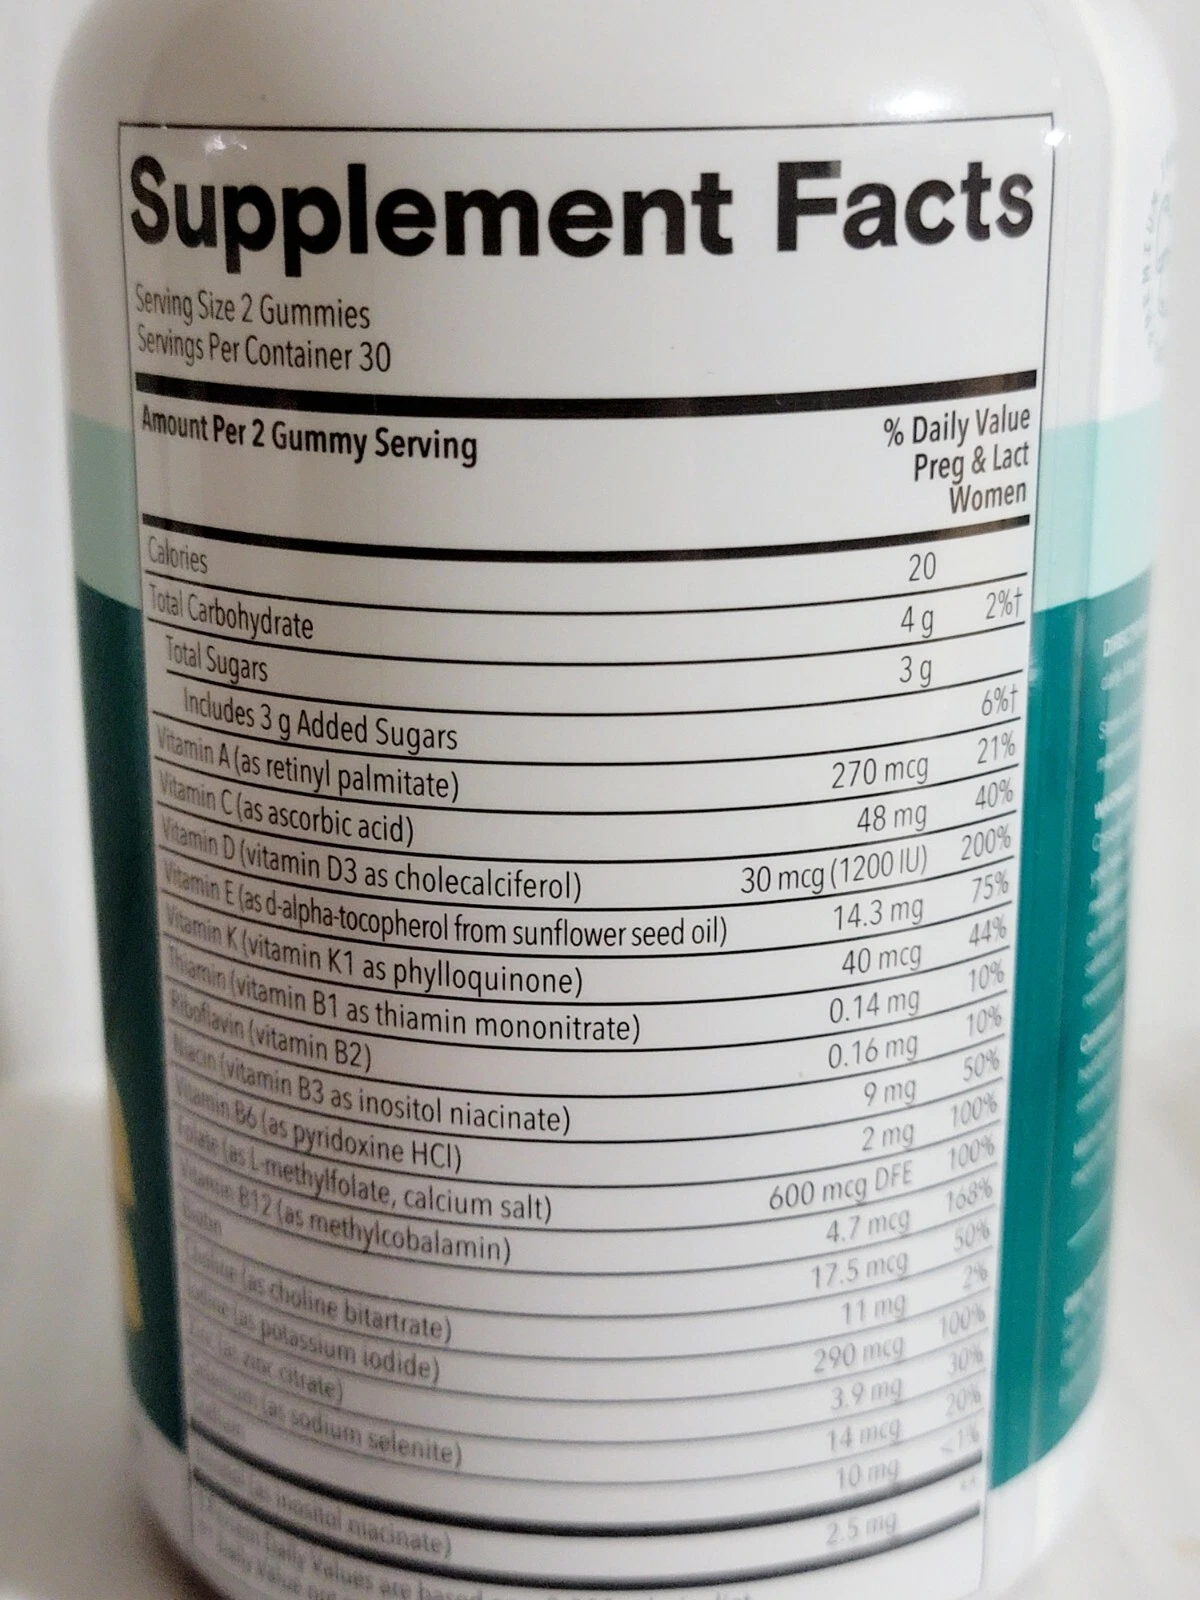 Supplement Facts
Serving Size 2 Gummies
Servings Per Container 30
Amount Per 2 Gummy Serving
% Daily Value
Preg & Lact
Women
Calories 20
Total Carbohydrate 4 g 2%†
Total Sugars 3 g
Includes 3 g Added Sugars 6%†
Vitamin A (as retinyl palmitate) 270 mcg 21%
Vitamin C (as ascorbic acid) 48 mg 40%
Vitamin D (vitamin D3 as cholecalciferol) 30 mcg (1200 IU) 200%
Vitamin E (as d-alpha-tocopherol from sunflower seed oil) 14.3 mg 75%
Vitamin K (vitamin K1 as phylloquinone) 40 mcg 44%
Thiamin (vitamin B1 as thiamin mononitrate) 0.14 mg 10%
Riboflavin (vitamin B2) 0.16 mg 10%
Niacin (vitamin B3 as inositol niacinate) 9 mg 50%
Vitamin B6 (as pyridoxine HCl) 2 mg 100%
Folate (as L-methylfolate, calcium salt) 600 mcg DFE 100%
Vitamin B12 (as methylcobalamin) 4.7 mcg 168%
Biotin 17.5 mcg 50%
Choline (as choline bitartrate) 11 mg 2%
Iodine (as potassium iodide) 290 mcg 100%
Zinc (as zinc citrate) 3.9 mg 30%
Selenium (as sodium selenite) 14 mcg 20%
Sodium 10 mg <1%
Inositol (as inositol niacinate) 2.5 mg **
Daily Values are based
Daily Value not